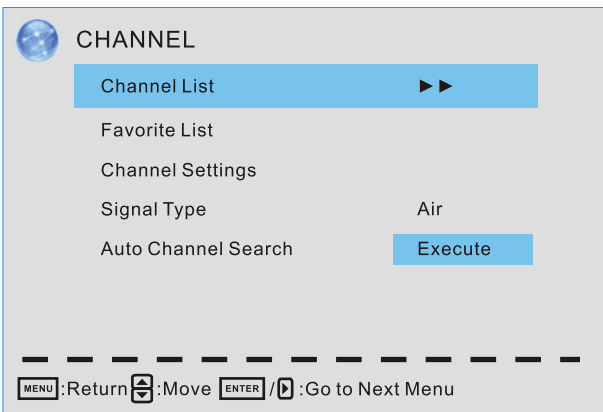 CHANNEL
Channel List ►►
Favorite List
Channel Settings
Signal Type Air
Auto Channel Search Execute
MENU:Return :Move ENTER/ :Go to Next Menu